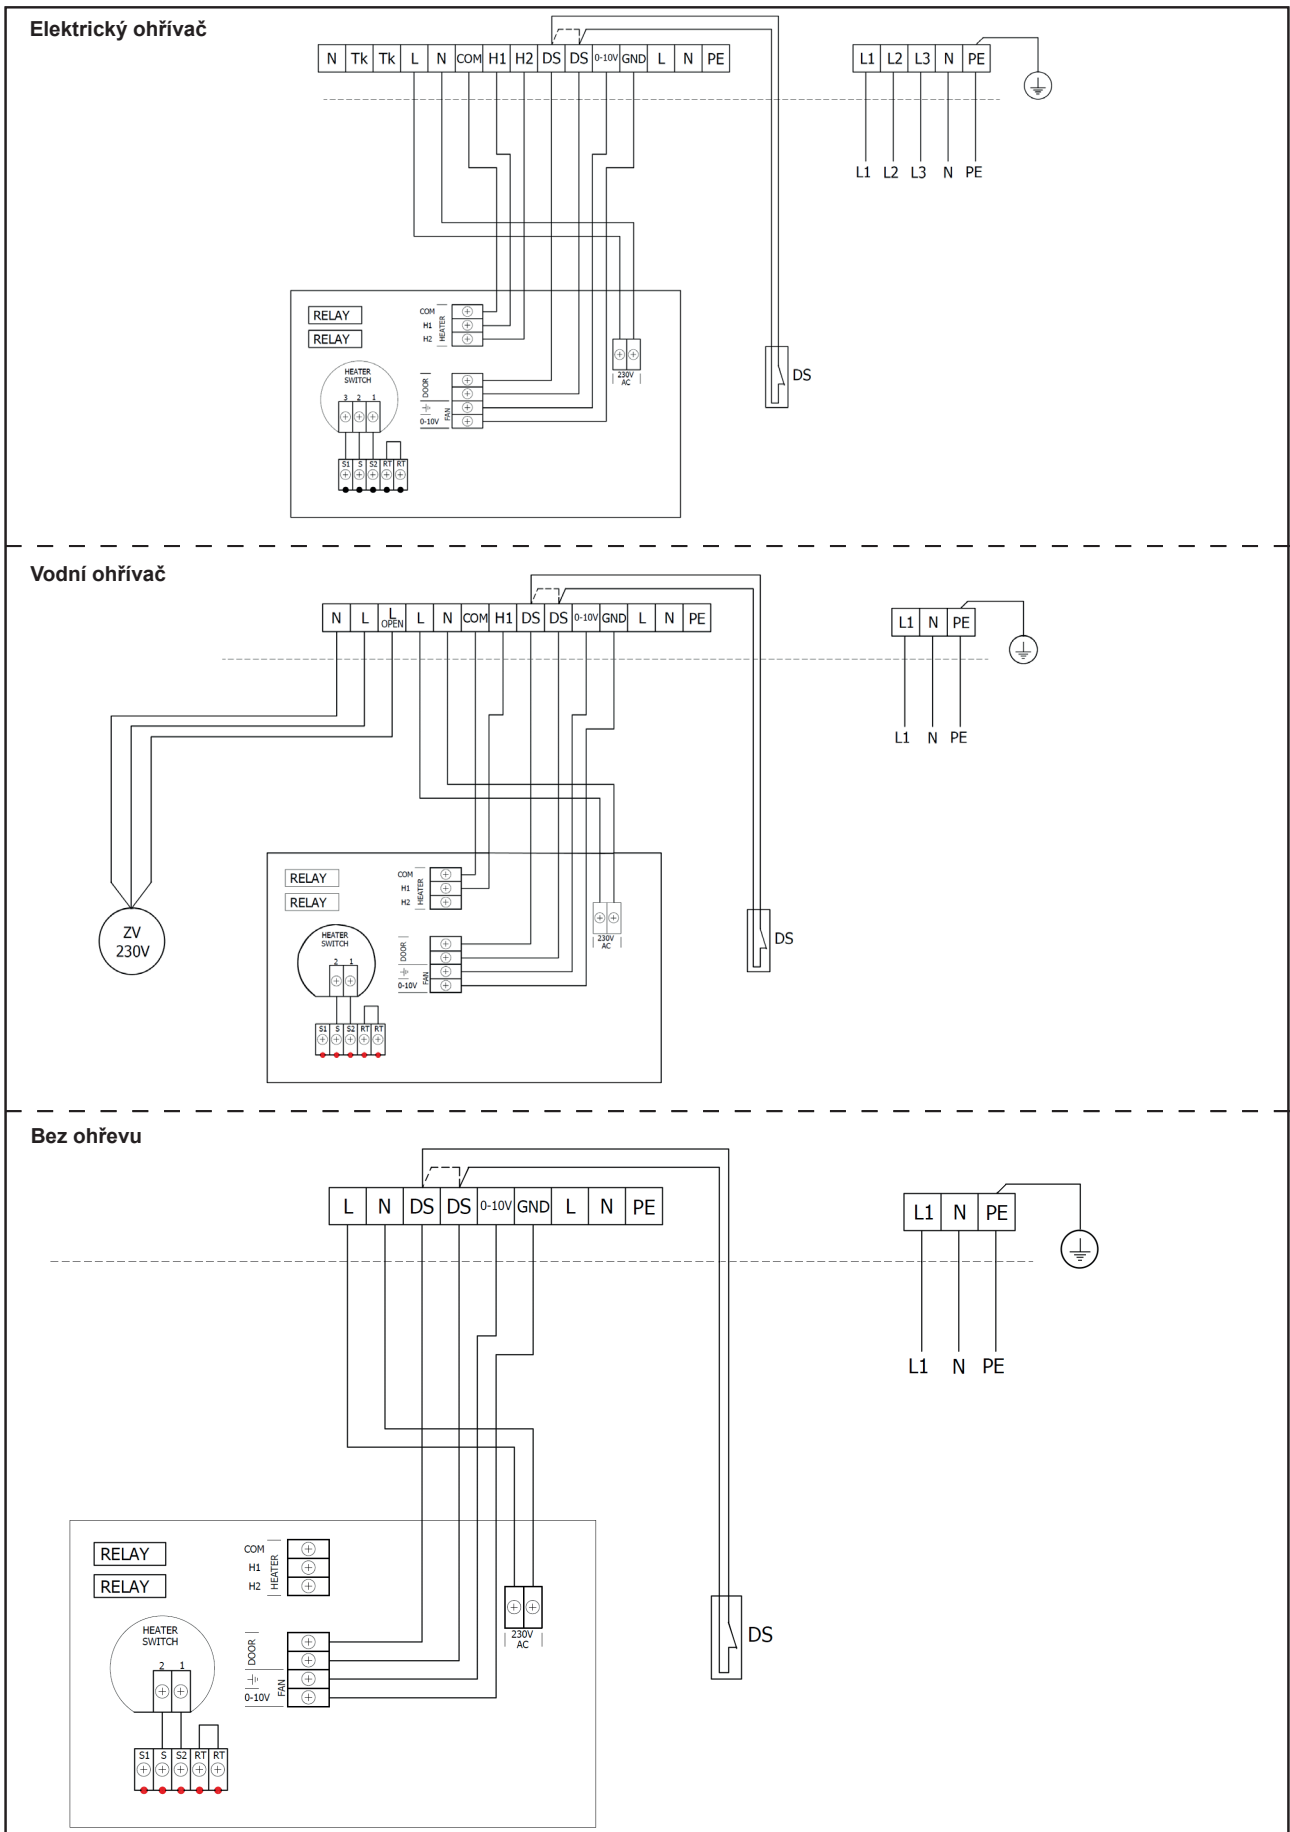 Elektrický ohřívač
N Tk Tk L N COM H1 H2 DS DS 0-10V GND L N PE
L1 L2 L3 N PE
L1 L2 L3 N PE
RELAY
RELAY
COM
H1
H2
HEATER
HEATER
SWITCH
3 2 1
DOOR
FAN
0-10V
230V
AC
DS
S1 S S2 RT RT
Vodní ohřívač
N L L OPEN L N COM H1 DS DS 0-10V GND L N PE
L1 N PE
L1 N PE
ZV
230V
RELAY
RELAY
COM
H1
H2
HEATER
HEATER
SWITCH
2 1
DOOR
FAN
0-10V
230V
AC
DS
S1 S S2 RT RT
Bez ohřevu
L N DS DS 0-10V GND L N PE
L1 N PE
L1 N PE
RELAY
RELAY
COM
H1
H2
HEATER
HEATER
SWITCH
2 1
DOOR
FAN
0-10V
230V
AC
DS
S1 S S2 RT RT